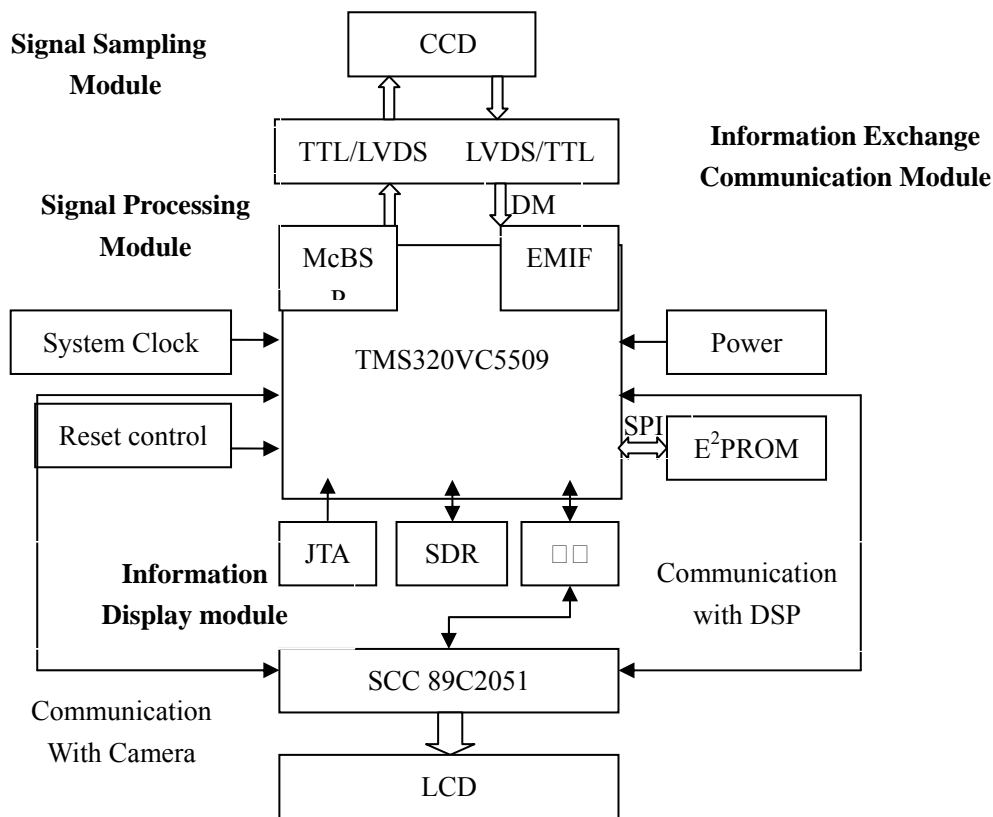 CCD
Signal Sampling
Module
TTL/LVDS LVDS/TTL
Information Exchange
Communication Module
Signal Processing
Module
DM
McBS
EMIF
System Clock
TMS320VC5509
Power
Reset control
SPI
E²PROM
JTA
SDR
□□
Information
Display module
Communication
with DSP
SCC 89C2051
Communication
With Camera
LCD